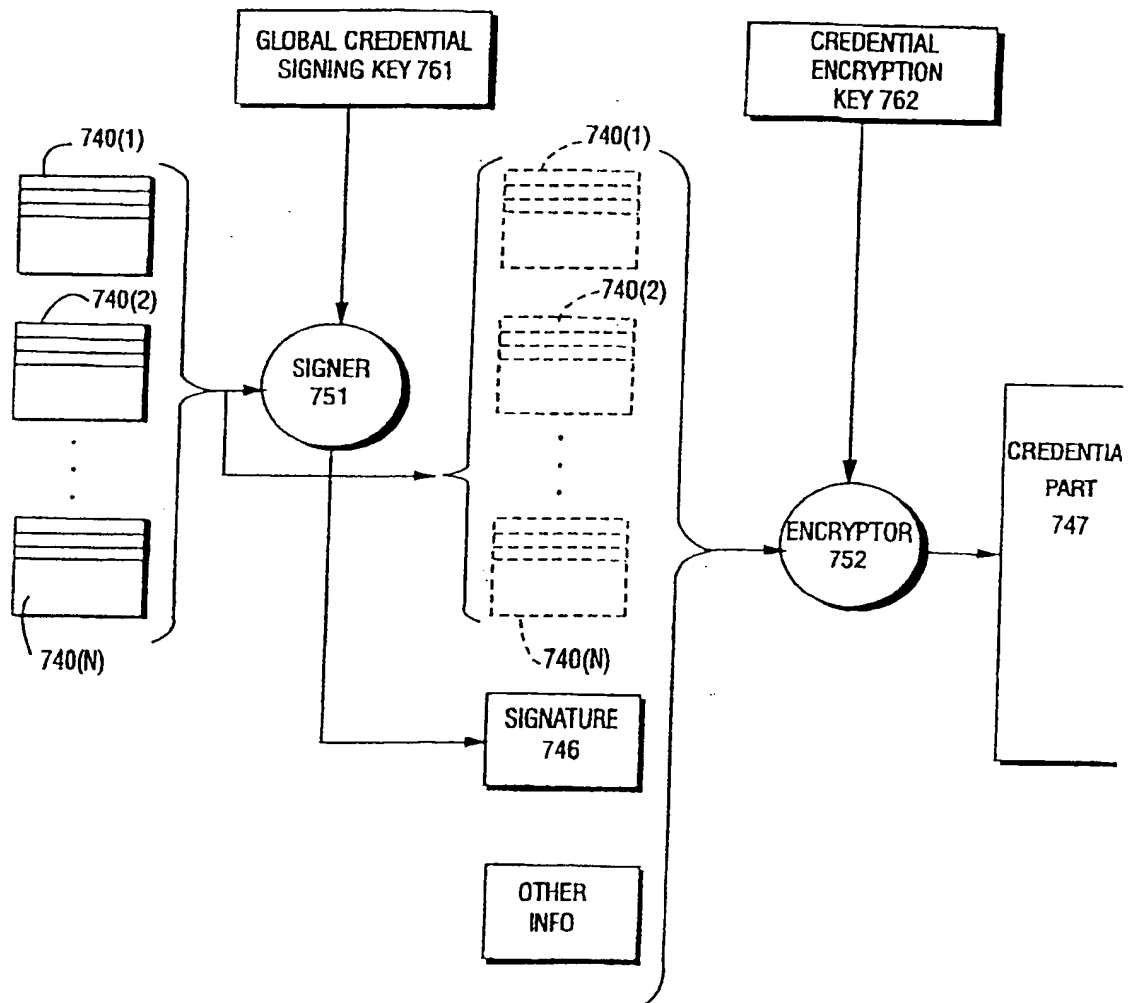 GLOBAL CREDENTIAL
SIGNING KEY 761
CREDENTIAL
ENCRYPTION
KEY 762
740(1)
740(1)
740(2)
740(2)
SIGNER
751
CREDENTIA
PART
747
ENCRYPTOR
752
740(N)
740(N)
SIGNATURE
746
OTHER
INFO